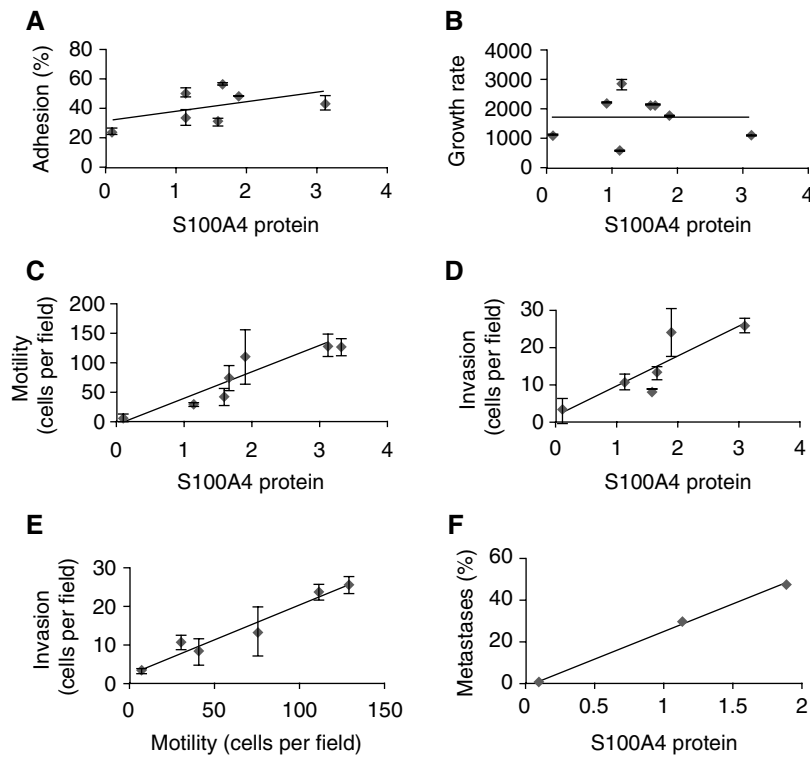 A
Adhesion (%)
80
60
40
20
0
0 1 2 3 4
S100A4 protein
B
Growth rate
4000
3000
2000
1000
0
0 1 2 3 4
S100A4 protein
C
Motility
(cells per field)
200
150
100
50
0
0 1 2 3 4
S100A4 protein
D
Invasion
(cells per field)
30
20
10
0
0 1 2 3 4
S100A4 protein
E
Invasion
(cells per field)
30
20
10
0
0 50 100 150
Motility (cells per field)
F
Metastases (%)
60
40
20
0
0 0.5 1 1.5 2
S100A4 protein